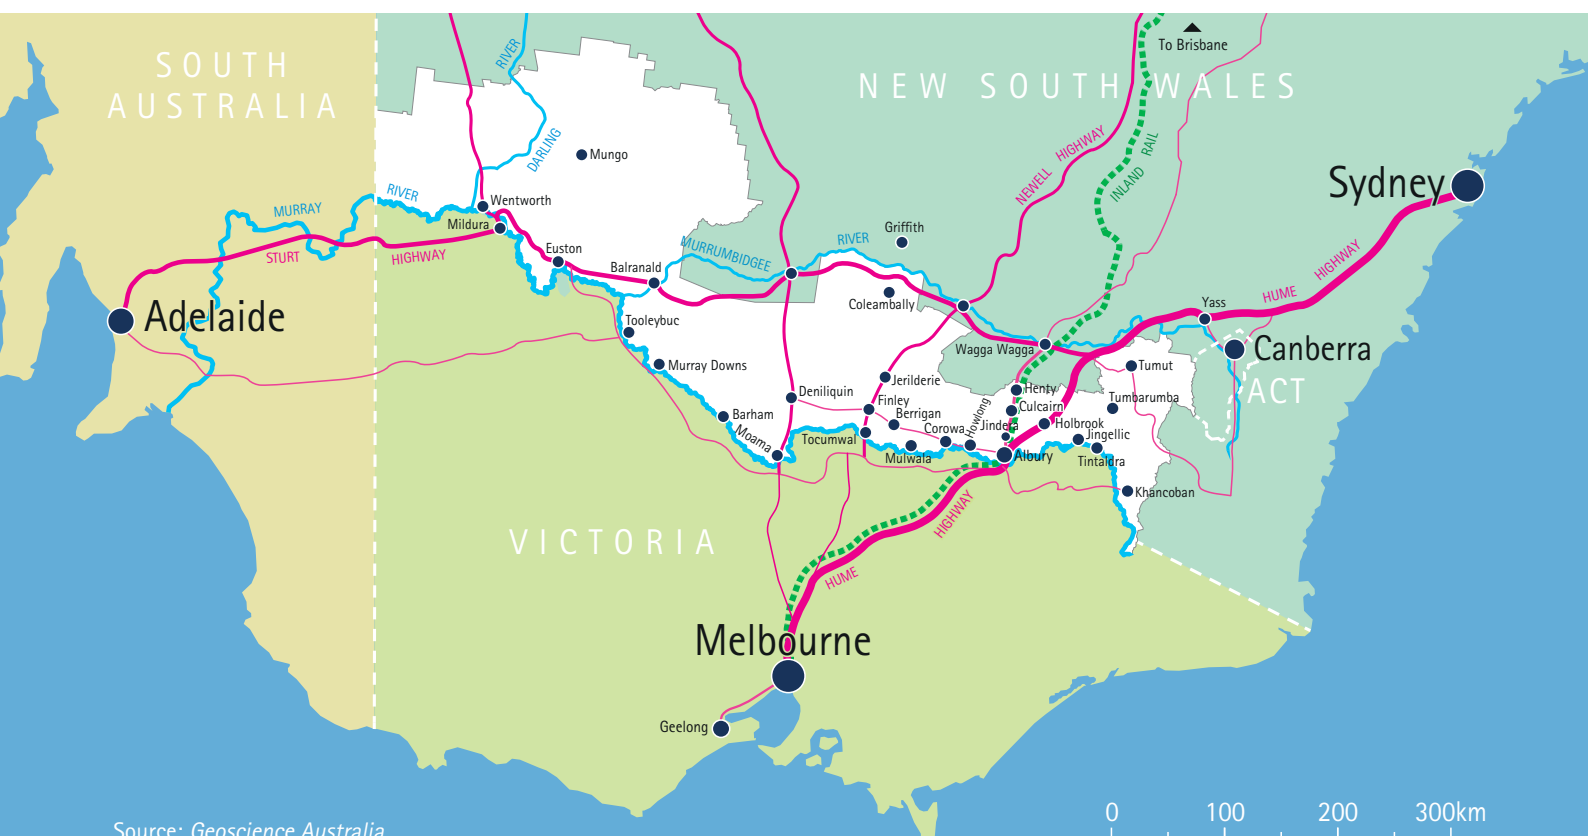 SOUTH
AUSTRALIA
NEW SOUTH WALES
VICTORIA
ACT
To Brisbane
RIVER
DARLING
Mungo
RIVER
MURRAY
Wentworth
Mildura
STURT
HIGHWAY
Euston
Balranald
MURRUMBIDGEE
RIVER
Griffith
Coleambally
NEWELL
HIGHWAY
INLAND RAIL
Sydney
HIGHWAY
HUME
Yass
Canberra
Adelaide
Tooleybuc
Murray Downs
Wagga Wagga
Tumut
Jerilderie
Henty
Deniliquin
Finley
Culcairn
Tumbarumba
Barham
Berrigan
Howlong
Moama
Corowa
Jindera
Holbrook
Jingellic
Tocumwal
Mulwala
Albury
Tintaldra
Khancoban
HIGHWAY
HUME
Melbourne
Geelong
0 100 200 300km
Source: Geoscience Australia